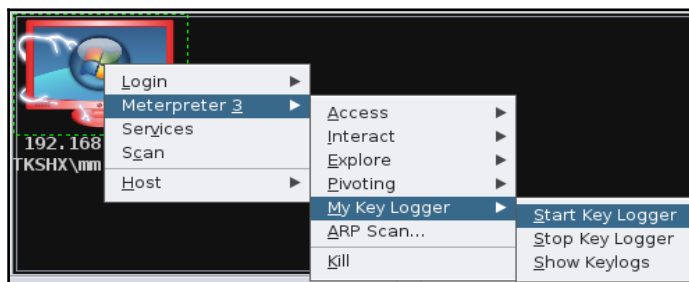 Login
Meterpreter 3
Services
Scan
Host
192.168
TKSHX\mm
Access
Interact
Explore
Pivoting
My Key Logger
ARP Scan...
Kill
Start Key Logger
Stop Key Logger
Show Keylogs